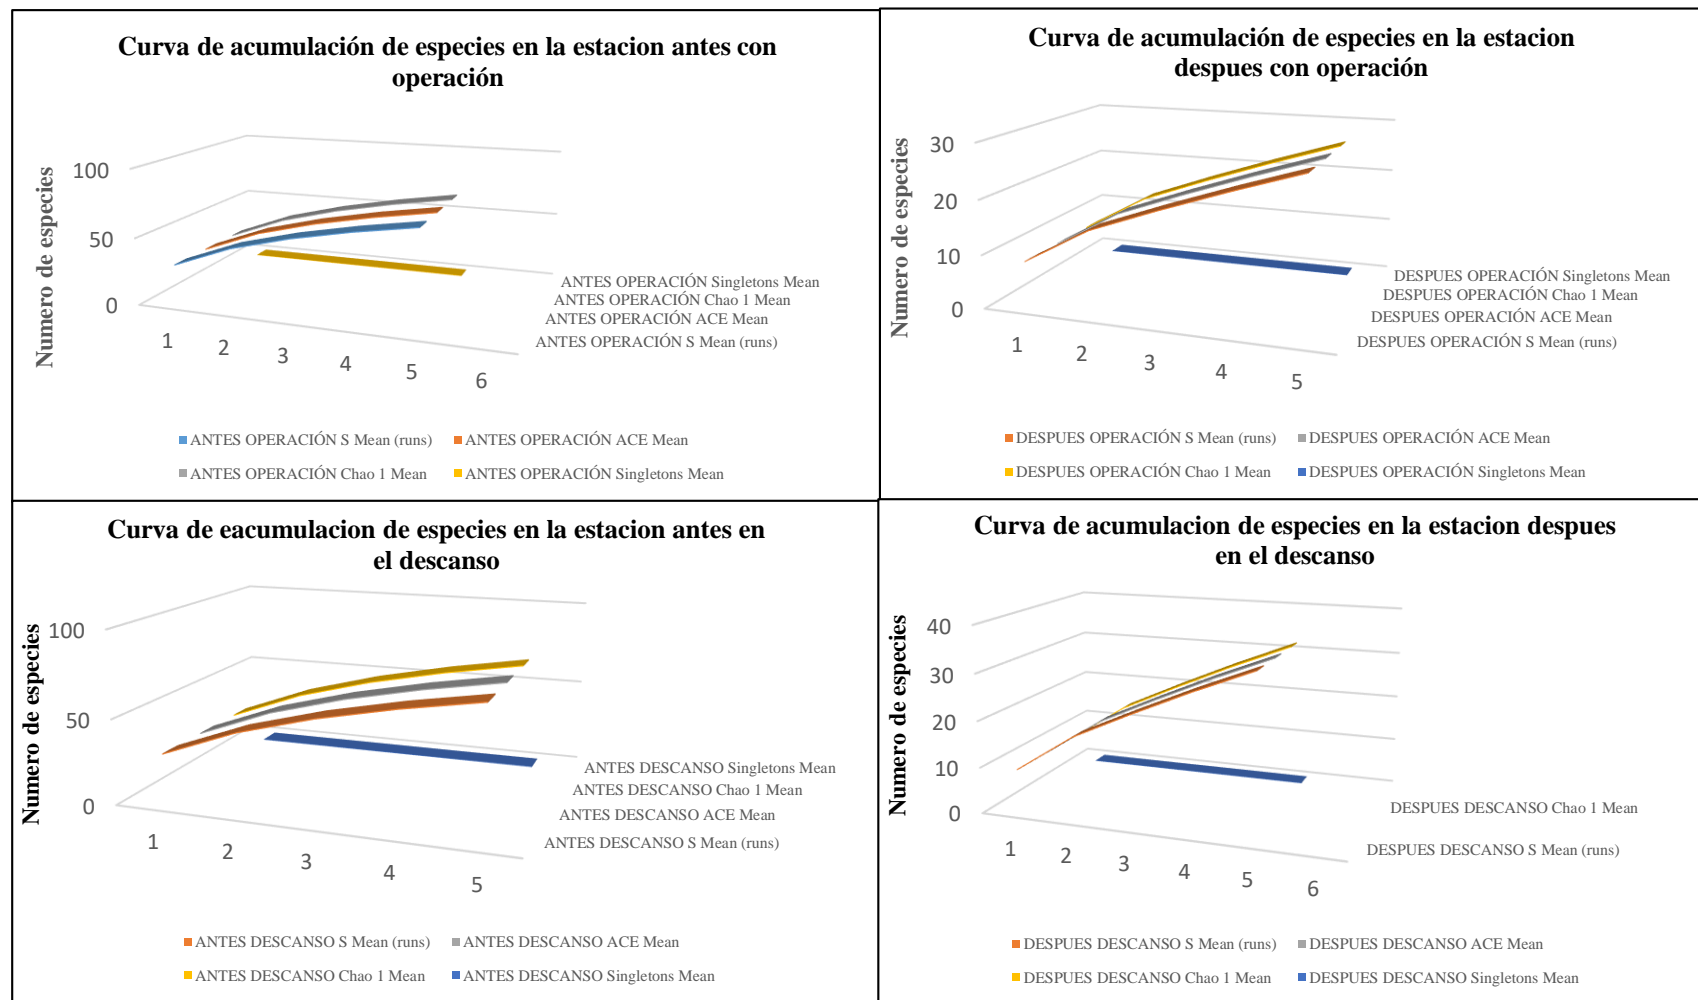 Curva de acumulación de especies en la estacion antes con
operación
Numero de especies
100
50
0
1
2
3
4
5
6
ANTES OPERACIÓN Singletons Mean
ANTES OPERACIÓN Chao 1 Mean
ANTES OPERACIÓN ACE Mean
ANTES OPERACIÓN S Mean (runs)
ANTES OPERACIÓN S Mean (runs) ANTES OPERACIÓN ACE Mean
ANTES OPERACIÓN Chao 1 Mean ANTES OPERACIÓN Singletons Mean
Curva de acumulación de especies en la estacion
despues con operación
Numero de especies
30
20
10
0
1
2
3
4
5
DESPUES OPERACIÓN Singletons Mean
DESPUES OPERACIÓN Chao 1 Mean
DESPUES OPERACIÓN ACE Mean
DESPUES OPERACIÓN S Mean (runs)
DESPUES OPERACIÓN S Mean (runs) DESPUES OPERACIÓN ACE Mean
DESPUES OPERACIÓN Chao 1 Mean DESPUES OPERACIÓN Singletons Mean
Curva de eacumulacion de especies en la estacion antes en
el descanso
Numero de especies
100
50
0
1
2
3
4
5
ANTES DESCANSO Singletons Mean
ANTES DESCANSO Chao 1 Mean
ANTES DESCANSO ACE Mean
ANTES DESCANSO S Mean (runs)
ANTES DESCANSO S Mean (runs) ANTES DESCANSO ACE Mean
ANTES DESCANSO Chao 1 Mean ANTES DESCANSO Singletons Mean
Curva de acumulacion de especies en la estacion despues
en el descanso
Numero de especies
40
30
20
10
0
1
2
3
4
5
6
DESPUES DESCANSO Chao 1 Mean
DESPUES DESCANSO S Mean (runs)
DESPUES DESCANSO S Mean (runs) DESPUES DESCANSO ACE Mean
DESPUES DESCANSO Chao 1 Mean DESPUES DESCANSO Singletons Mean